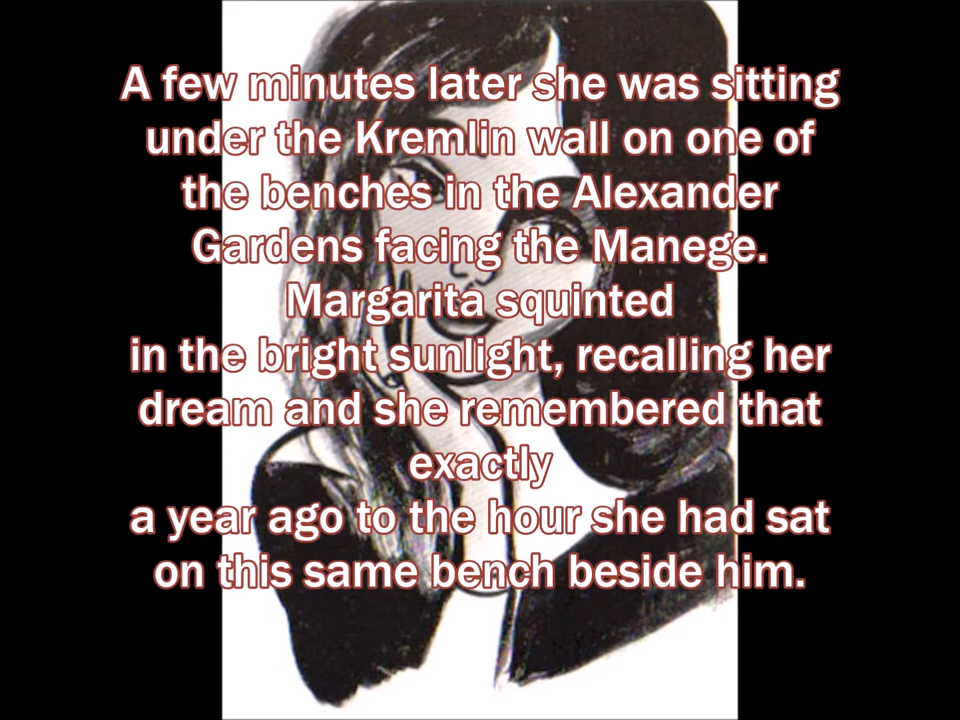 A few minutes later she was sitting
under the Kremlin wall on one of
the benches in the Alexander
Gardens facing the Manege.
Margarita squinted
in the bright sunlight, recalling her
dream and she remembered that
exactly
a year ago to the hour she had sat
on this same bench beside him.